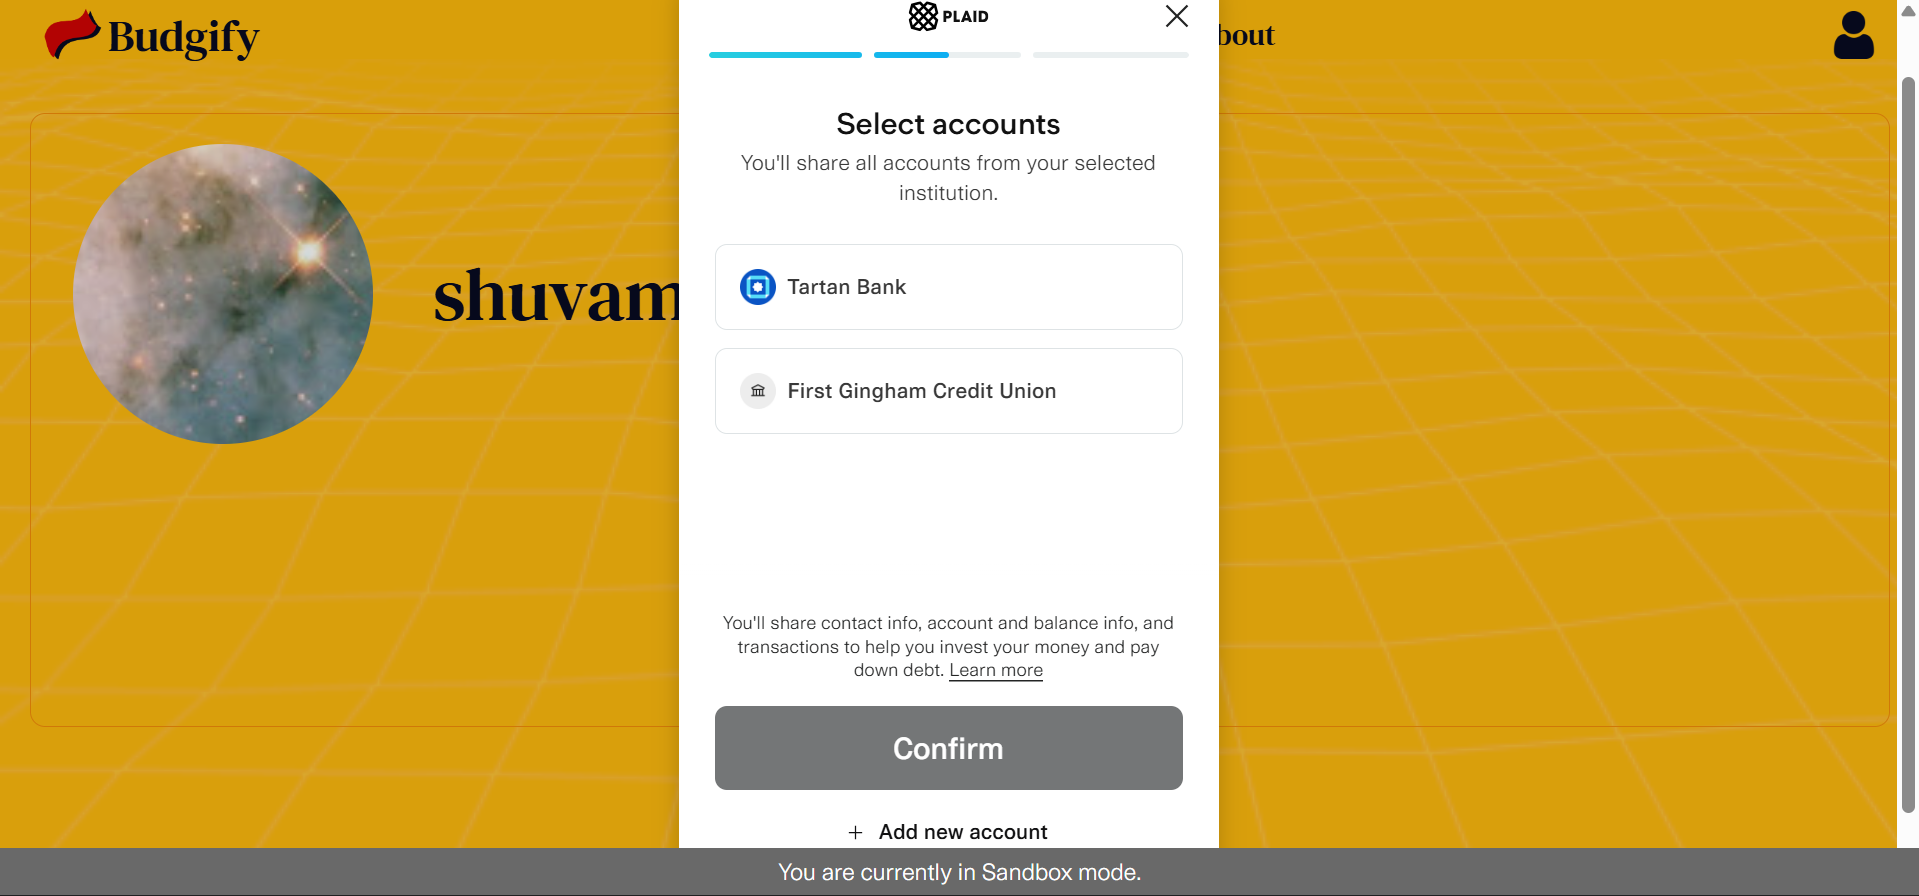 Budgify
PLAID
bout
Select accounts
You'll share all accounts from your selected
institution.
shuvam
Tartan Bank
First Gingham Credit Union
You'll share contact info, account and balance info, and
transactions to help you invest your money and pay
down debt. Learn more
Confirm
+ Add new account
You are currently in Sandbox mode.